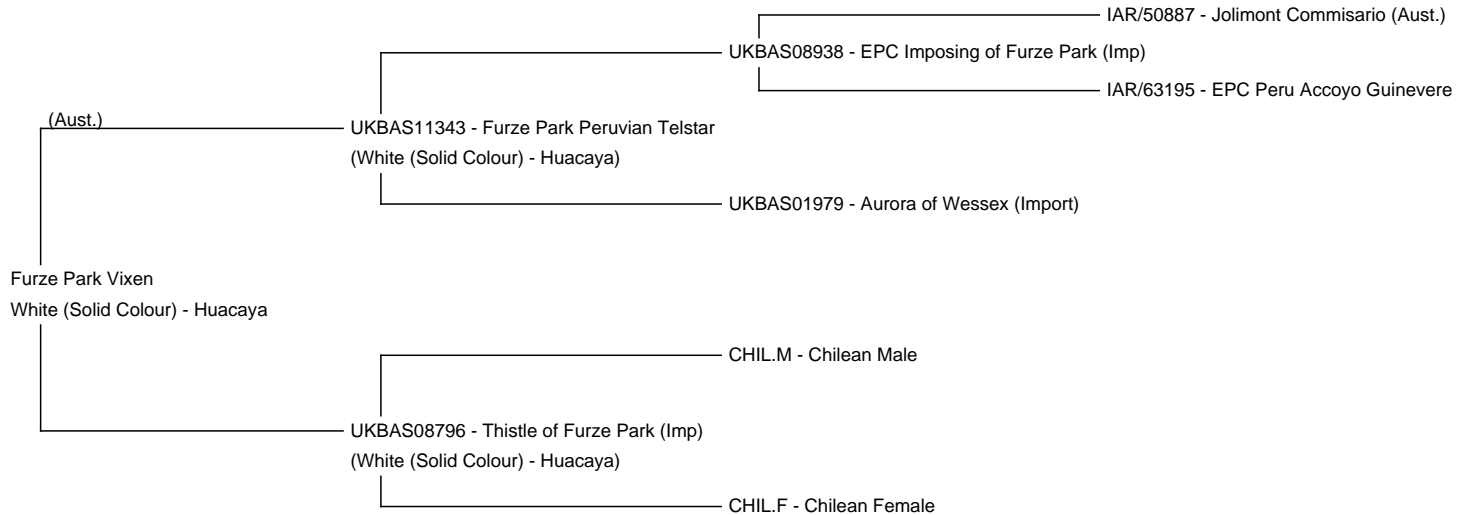 IAR/50887 - Jolimont Commisario (Aust.)
UKBAS08938 - EPC Imposing of Furze Park (Imp)
IAR/63195 - EPC Peru Accoyo Guinevere
(Aust.)
UKBAS11343 - Furze Park Peruvian Telstar
(White (Solid Colour) - Huacaya)
UKBAS01979 - Aurora of Wessex (Import)
Furze Park Vixen
White (Solid Colour) - Huacaya
CHIL.M - Chilean Male
UKBAS08796 - Thistle of Furze Park (Imp)
(White (Solid Colour) - Huacaya)
CHIL.F - Chilean Female